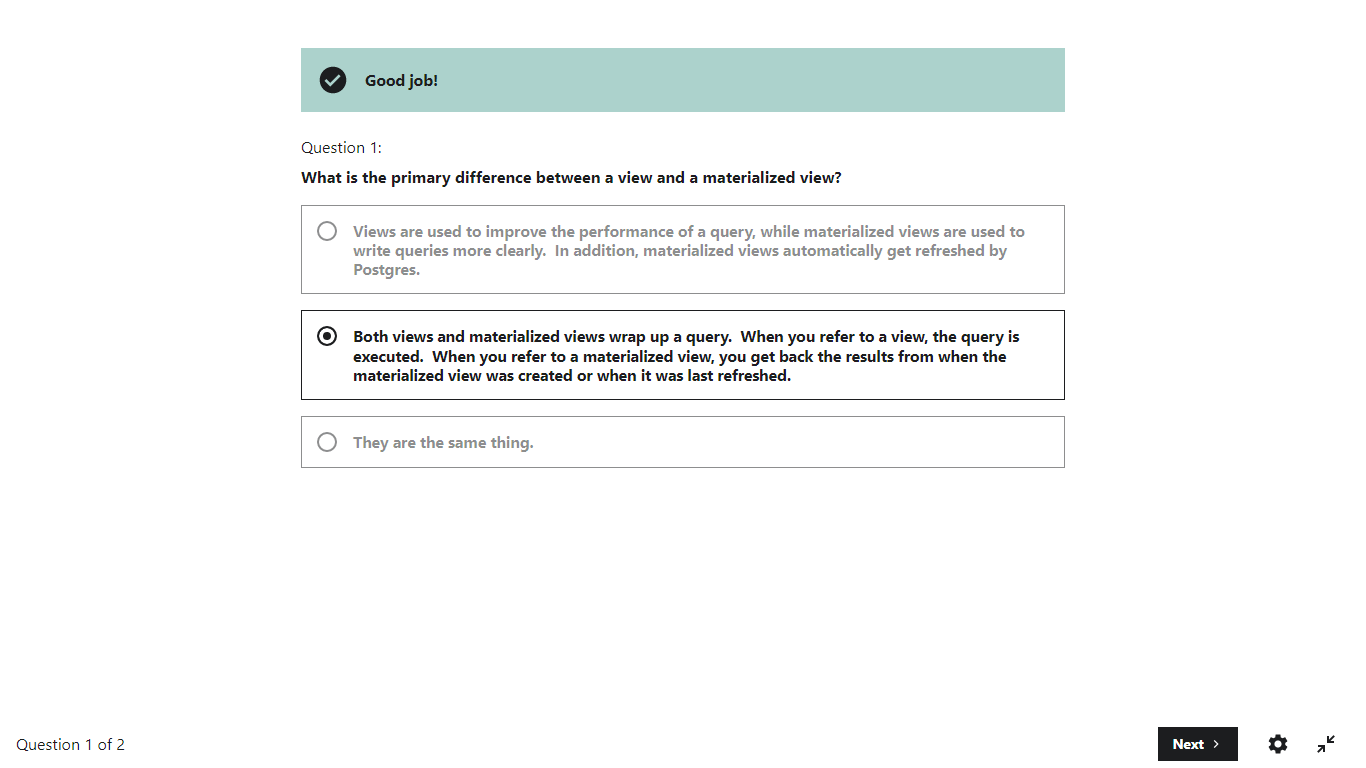 Good job!
Question 1:
What is the primary difference between a view and a materialized view?
Views are used to improve the performance of a query, while materialized views are used to
write queries more clearly.  In addition, materialized views automatically get refreshed by
Postgres.
Both views and materialized views wrap up a query.  When you refer to a view, the query is
executed.  When you refer to a materialized view, you get back the results from when the
materialized view was created or when it was last refreshed.
They are the same thing.
Question 1 of 2
Next